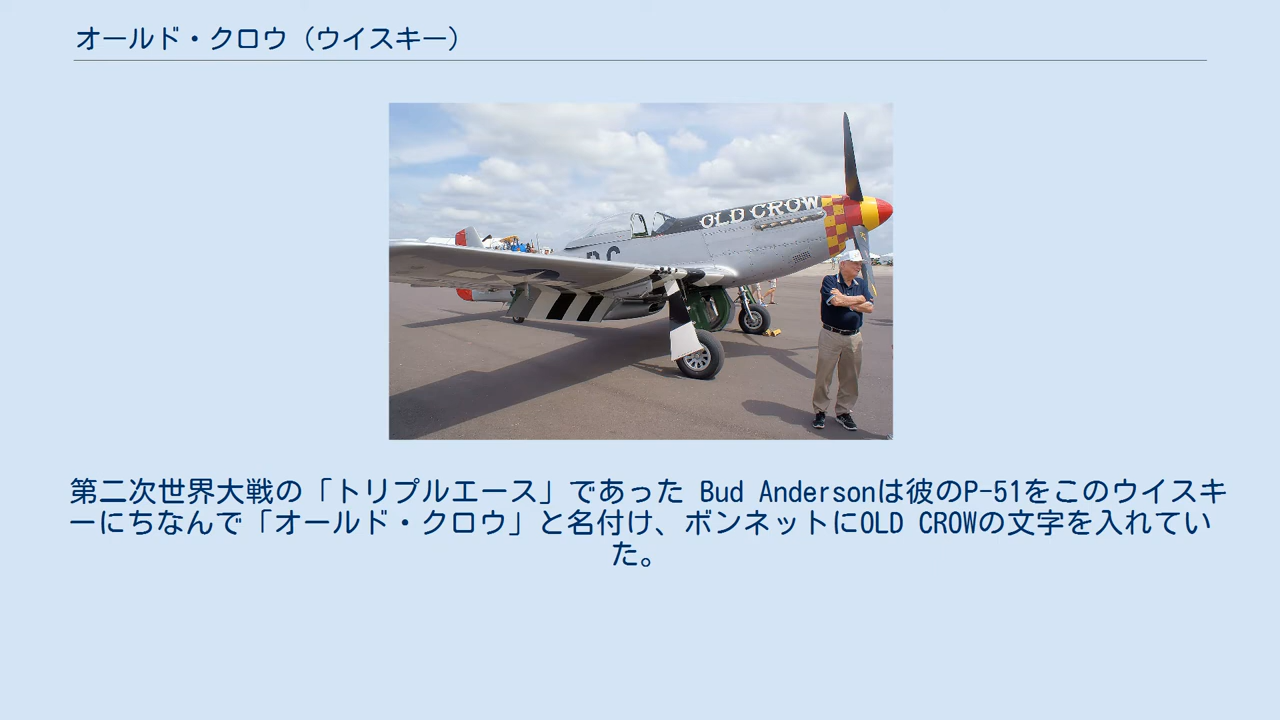 オールド・クロウ（ウイスキー）
OLD CROW
第二次世界大戦の「トリプルエース」であった Bud Andersonは彼のP-51をこのウイスキ
ーにちなんで「オールド・クロウ」と名付け、ボンネットにOLD CROWの文字を入れてい
た。